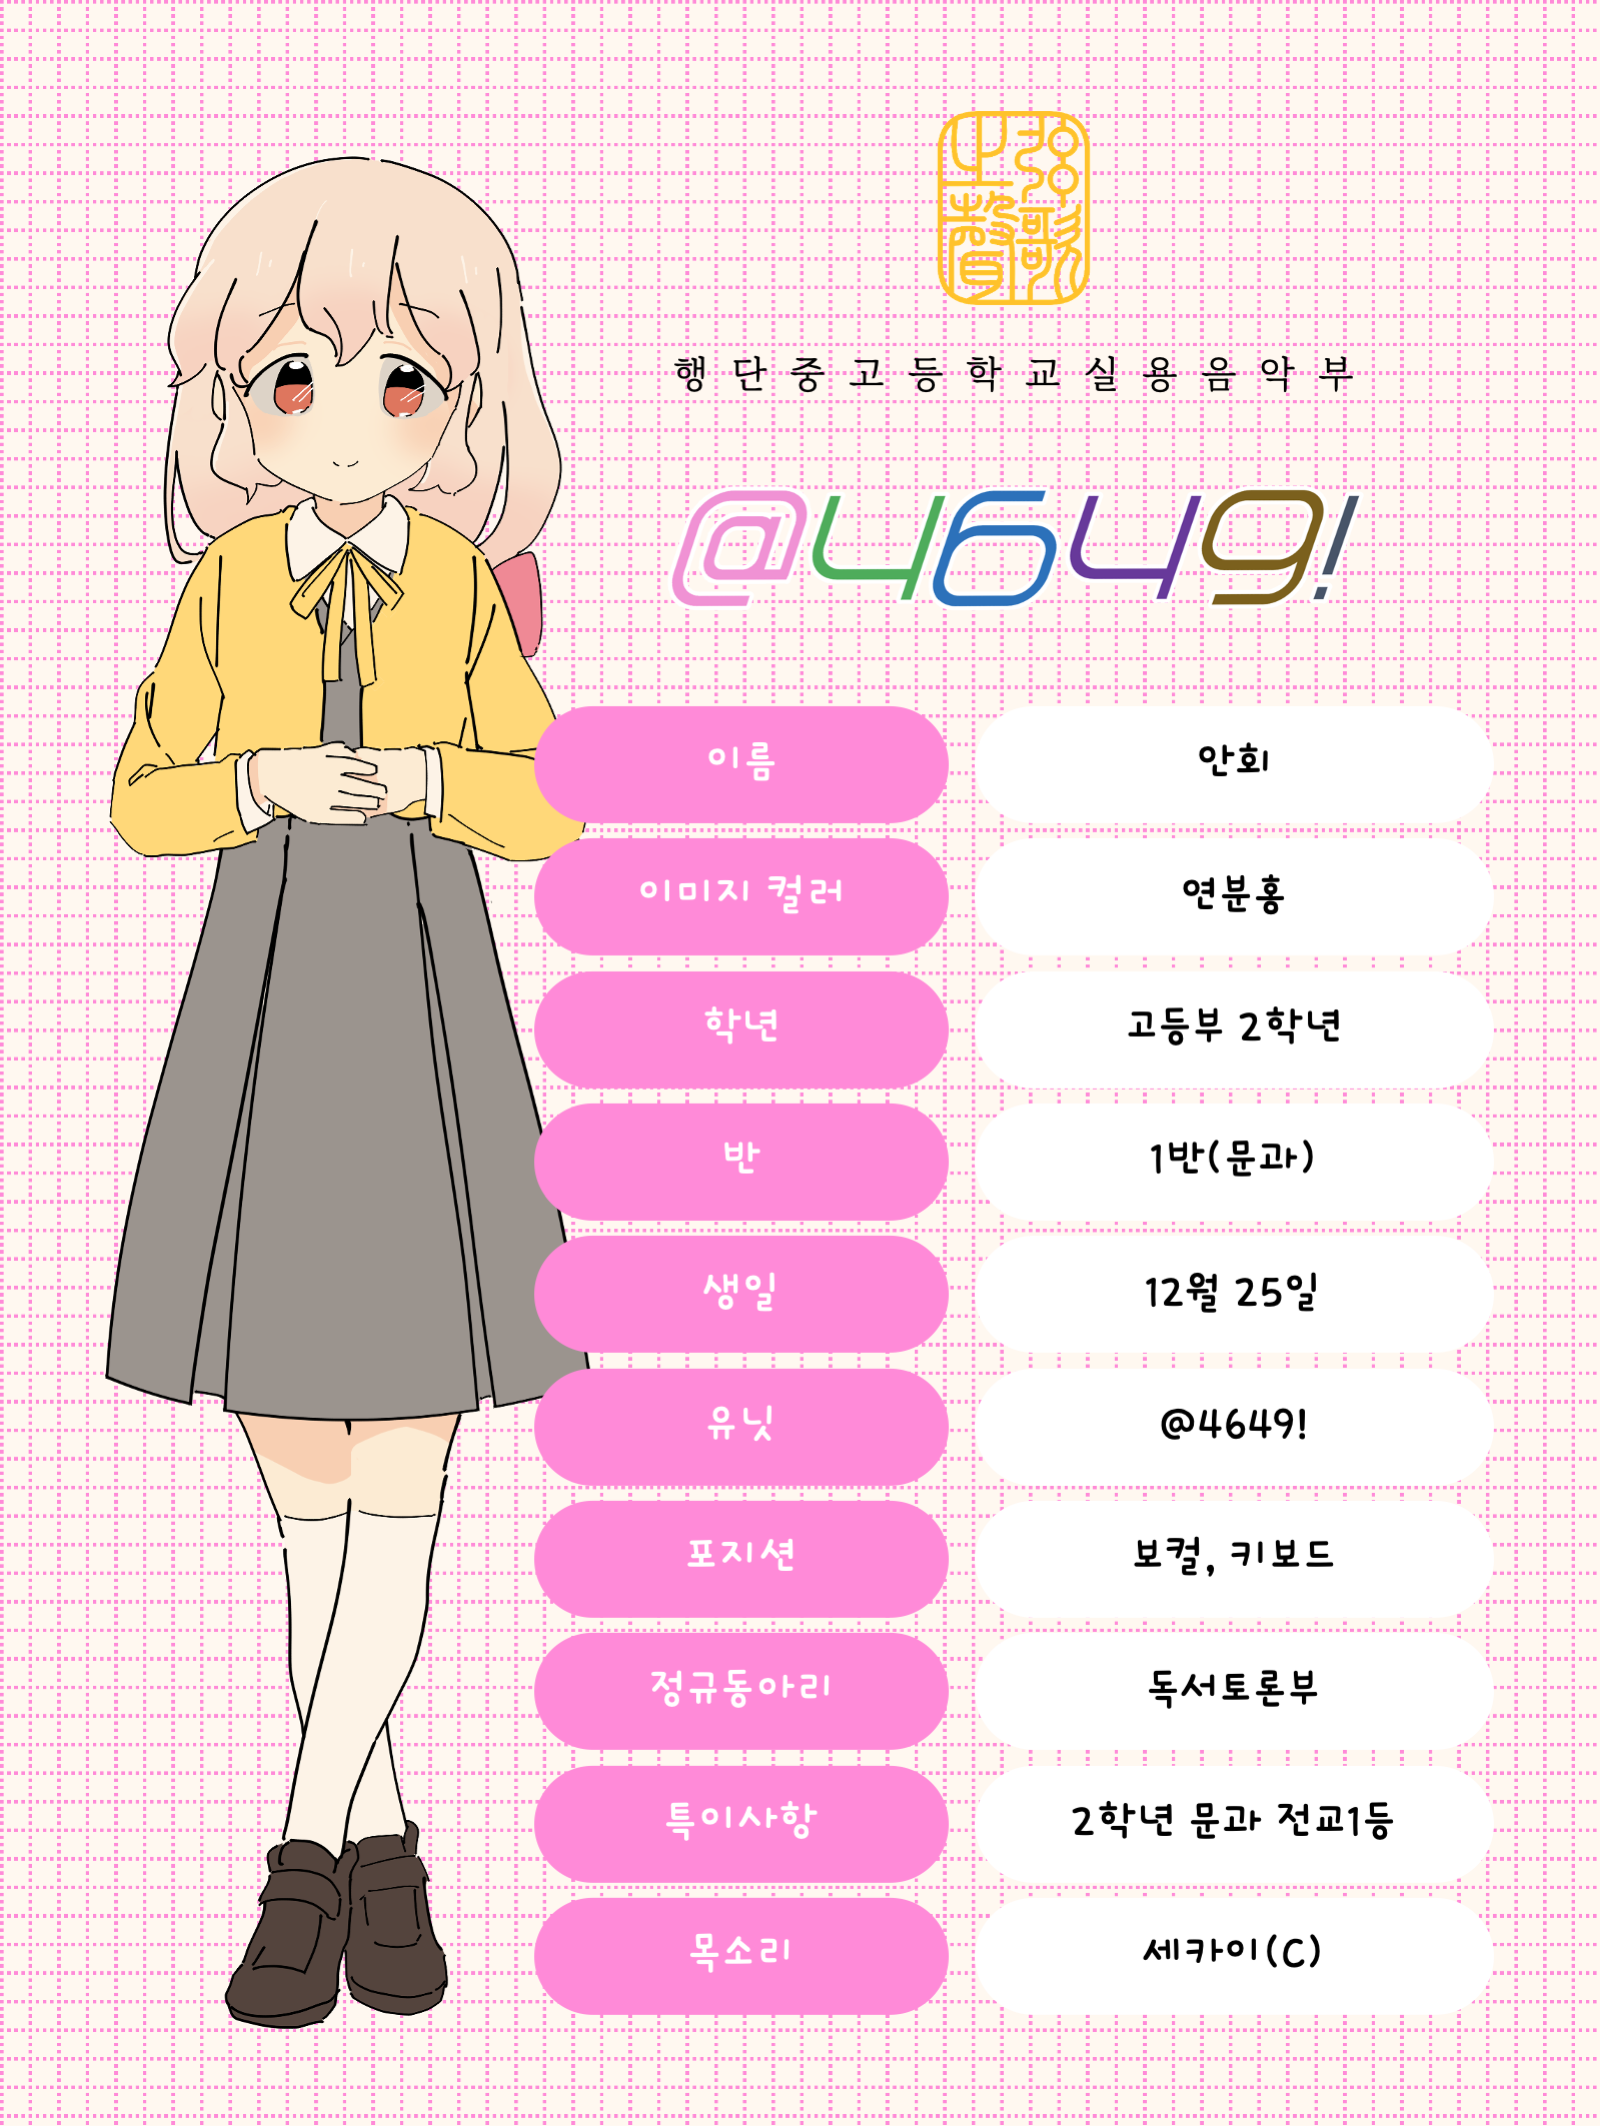 행단중고등학교실용음악부
@4649!
이름 안회
이미지 컬러 연분홍
학년 고등부 2학년
반 1반(문과)
생일 12월 25일
유닛 @4649!
포지션 보컬, 키보드
정규동아리 독서토론부
특이사항 2학년 문과 전교1등
목소리 세카이(C)